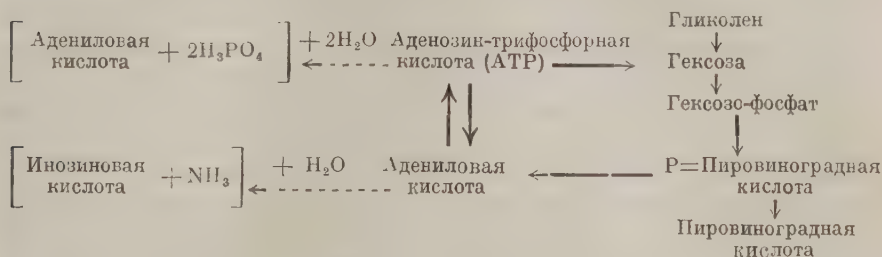 Гликолен
Адениловая + 2H₃PO₄ + 2H₂O Аденозин-трифосфорная
кислота кислота (АТР) Гексоза
Гексозо-фосфат
Инозиновая + NH₃ + H₂O Адениловая P=Пировиноградная
кислота кислота кислота
Пировиноградная
кислота